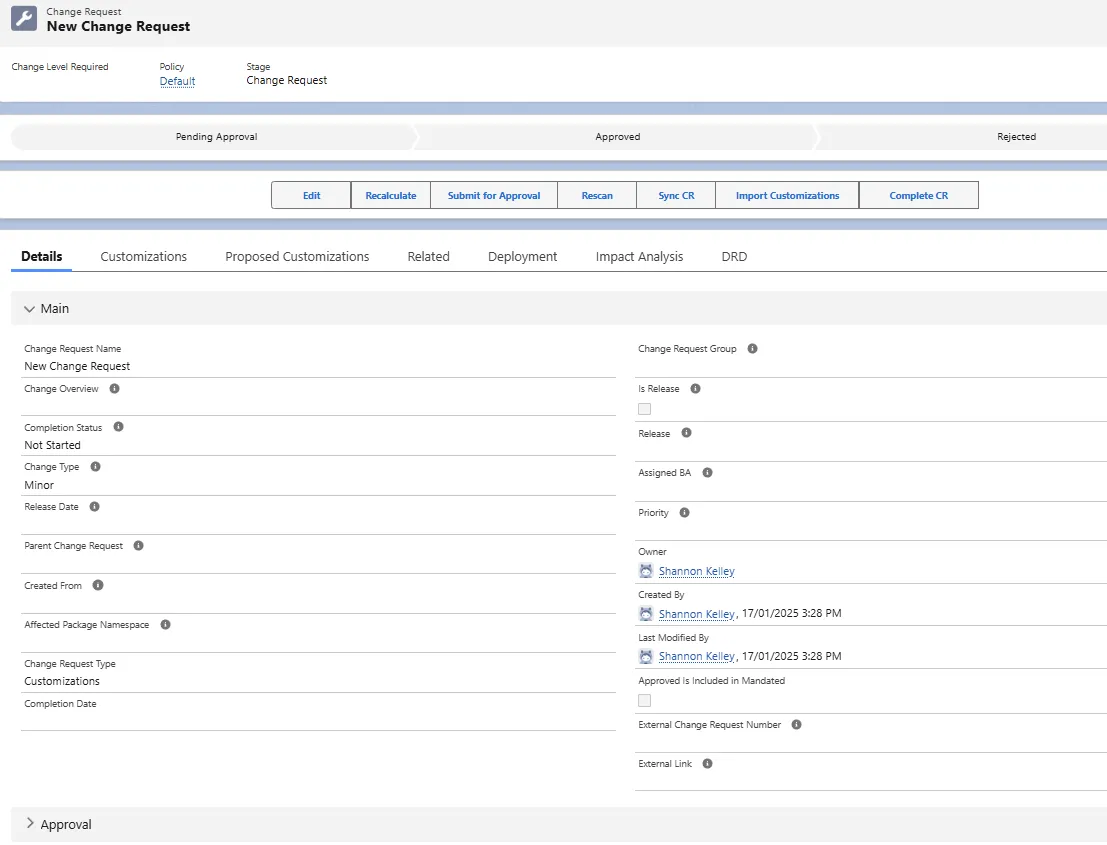 Change Request
New Change Request
Change Level Required
Policy
Default
Stage
Change Request
Pending Approval
Approved
Rejected
Edit
Recalculate
Submit for Approval
Rescan
Sync CR
Import Customizations
Complete CR
Details
Customizations
Proposed Customizations
Related
Deployment
Impact Analysis
DRD
Main
Change Request Name
New Change Request
Change Overview
Completion Status
Not Started
Change Type
Minor
Release Date
Parent Change Request
Created From
Affected Package Namespace
Change Request Type
Customizations
Completion Date
Change Request Group
Is Release
Release
Assigned BA
Priority
Owner
Shannon Kelley
Created By
Shannon Kelley, 17/01/2025 3:28 PM
Last Modified By
Shannon Kelley, 17/01/2025 3:28 PM
Approved Is Included in Mandated
External Change Request Number
External Link
Approval